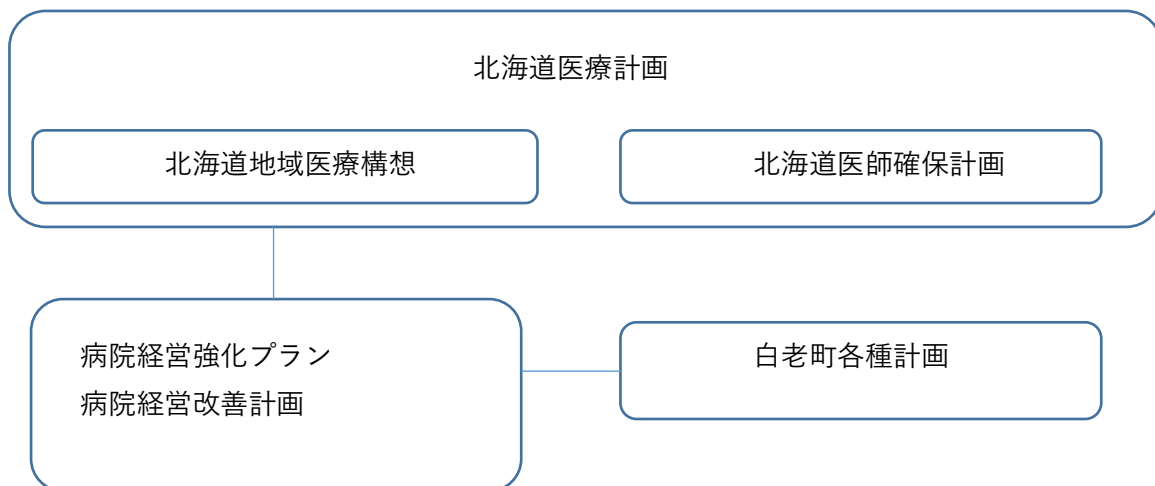 北海道医療計画
北海道地域医療構想
北海道医師確保計画
病院経営強化プラン
病院経営改善計画
白老町各種計画